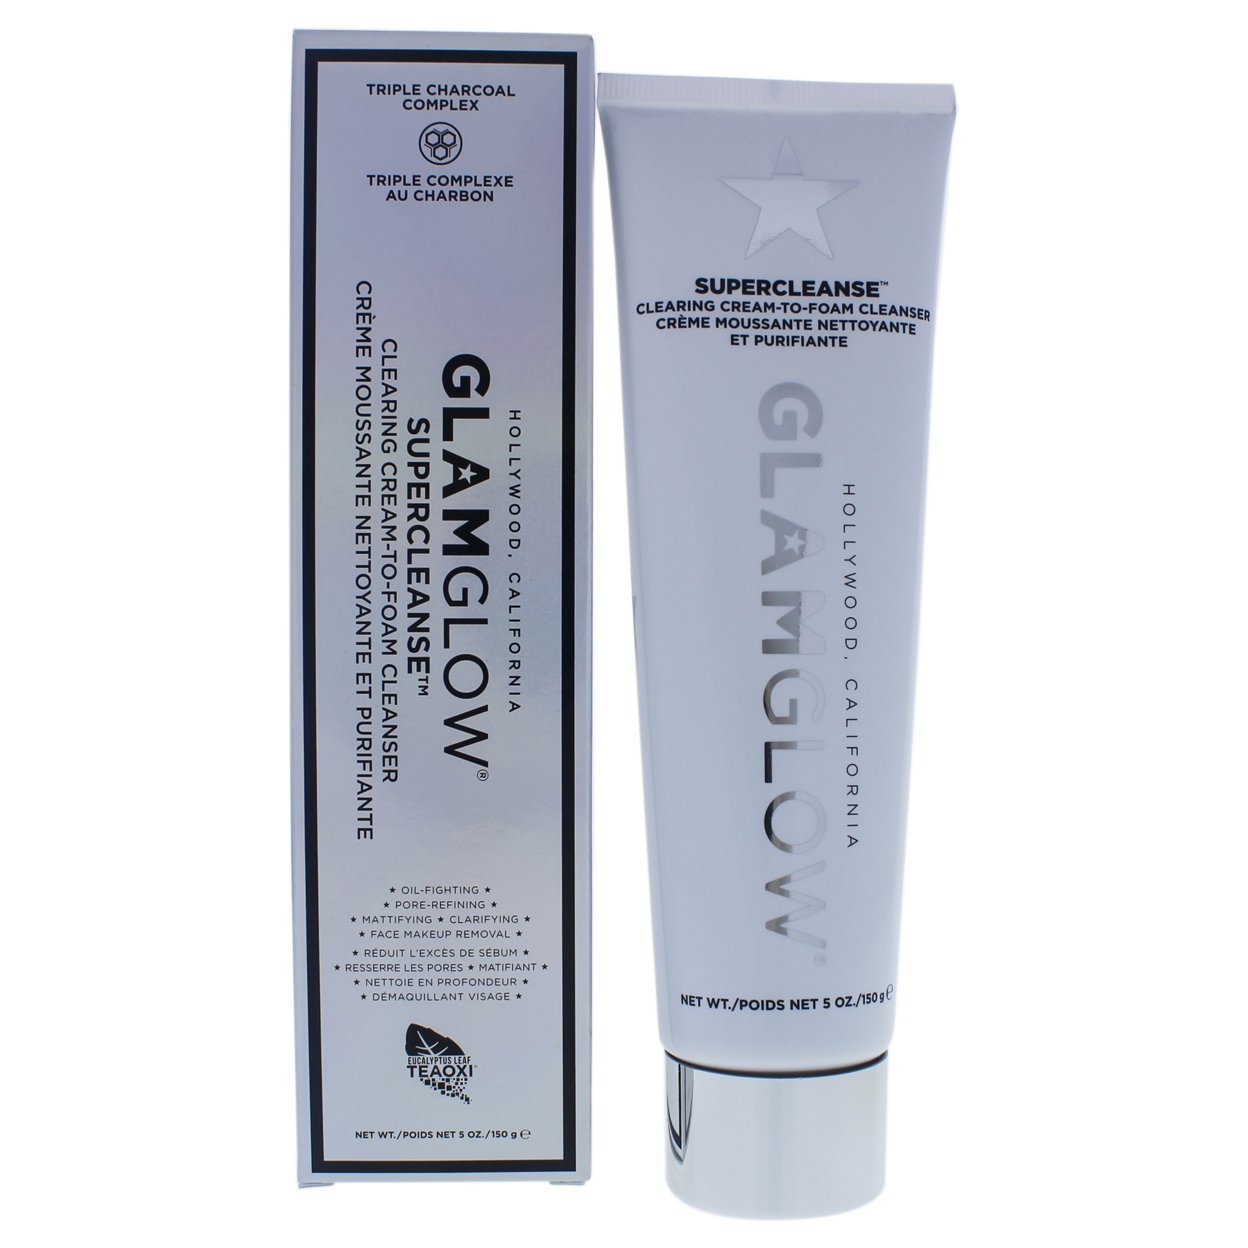 TRIPLE CHARCOAL
COMPLEX
TRIPLE COMPLEXE
AU CHARBON
HOLLYWOOD, CALIFORNIA
GLAMGLOW®
SUPERCLEANSE™
CLEARING CREAM-TO-FOAM CLEANSER
CRÈME MOUSSANTE NETTOYANTE ET PURIFIANTE
★ OIL-FIGHTING ★
★ PORE-REFINING ★
★ MATTIFYING ★ CLARIFYING ★
★ FACE MAKEUP REMOVAL ★
★ RÉDUIT L'EXCÈS DE SÉBUM ★
★ RESSERRE LES PORES ★ MATIFIANT ★
★ NETTOIE EN PROFONDEUR ★
★ DÉMAQUILLANT VISAGE ★
EUCALYPTUS LEAF
TEAOXI®
NET WT./POIDS NET 5 OZ./150 g ℮
SUPERCLEANSE™
CLEARING CREAM-TO-FOAM CLEANSER
CRÈME MOUSSANTE NETTOYANTE
ET PURIFIANTE
HOLLYWOOD, CALIFORNIA
GLAMGLOW®
NET WT./POIDS NET 5 OZ./150 g ℮